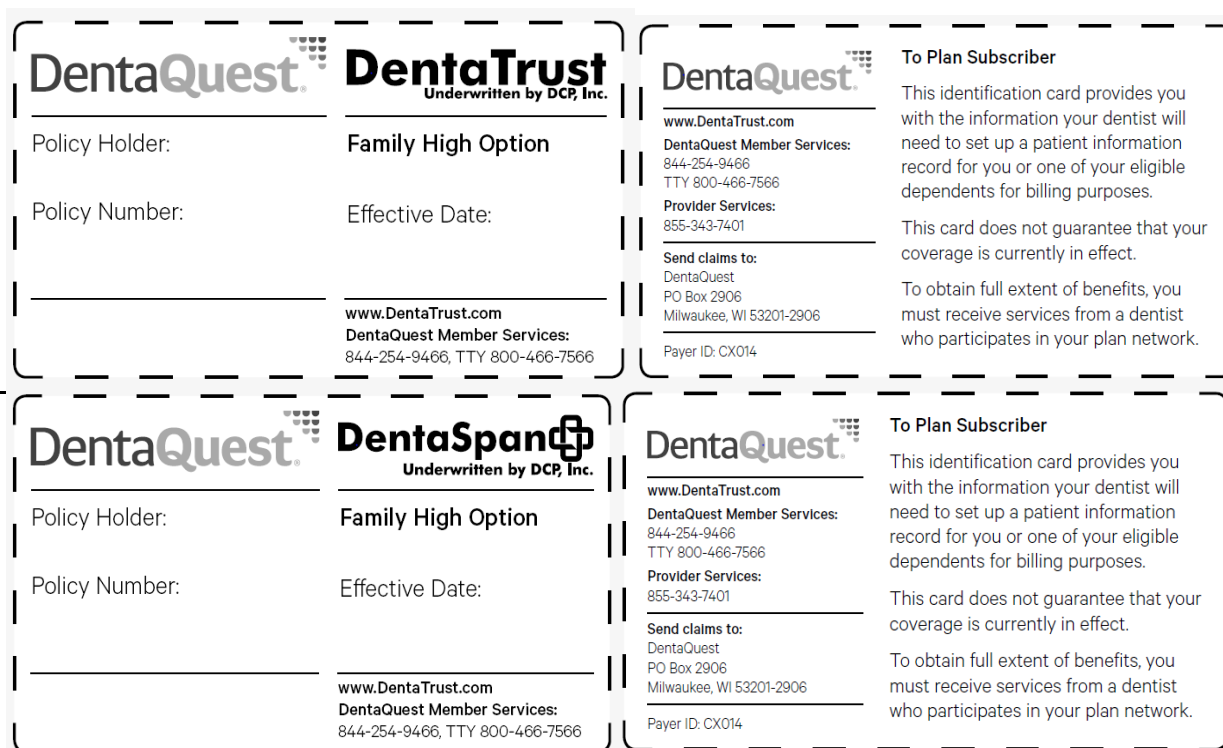 DentaQuest.
DentaTrust
Underwritten by DCP, Inc.
Policy Holder:
Family High Option
Policy Number:
Effective Date:
www.DentaTrust.com
DentaQuest Member Services:
844-254-9466, TTY 800-466-7566
DentaQuest.
www.DentaTrust.com
DentaQuest Member Services:
844-254-9466
TTY 800-466-7566
Provider Services:
855-343-7401
Send claims to:
DentaQuest
PO Box 2906
Milwaukee, WI 53201-2906
Payer ID: CX014
To Plan Subscriber
This identification card provides you
with the information your dentist will
need to set up a patient information
record for you or one of your eligible
dependents for billing purposes.
This card does not guarantee that your
coverage is currently in effect.
To obtain full extent of benefits, you
must receive services from a dentist
who participates in your plan network.
DentaQuest.
DentaSpan
Underwritten by DCP, Inc.
Policy Holder:
Family High Option
Policy Number:
Effective Date:
www.DentaTrust.com
DentaQuest Member Services:
844-254-9466, TTY 800-466-7566
DentaQuest.
www.DentaTrust.com
DentaQuest Member Services:
844-254-9466
TTY 800-466-7566
Provider Services:
855-343-7401
Send claims to:
DentaQuest
PO Box 2906
Milwaukee, WI 53201-2906
Payer ID: CX014
To Plan Subscriber
This identification card provides you
with the information your dentist will
need to set up a patient information
record for you or one of your eligible
dependents for billing purposes.
This card does not guarantee that your
coverage is currently in effect.
To obtain full extent of benefits, you
must receive services from a dentist
who participates in your plan network.